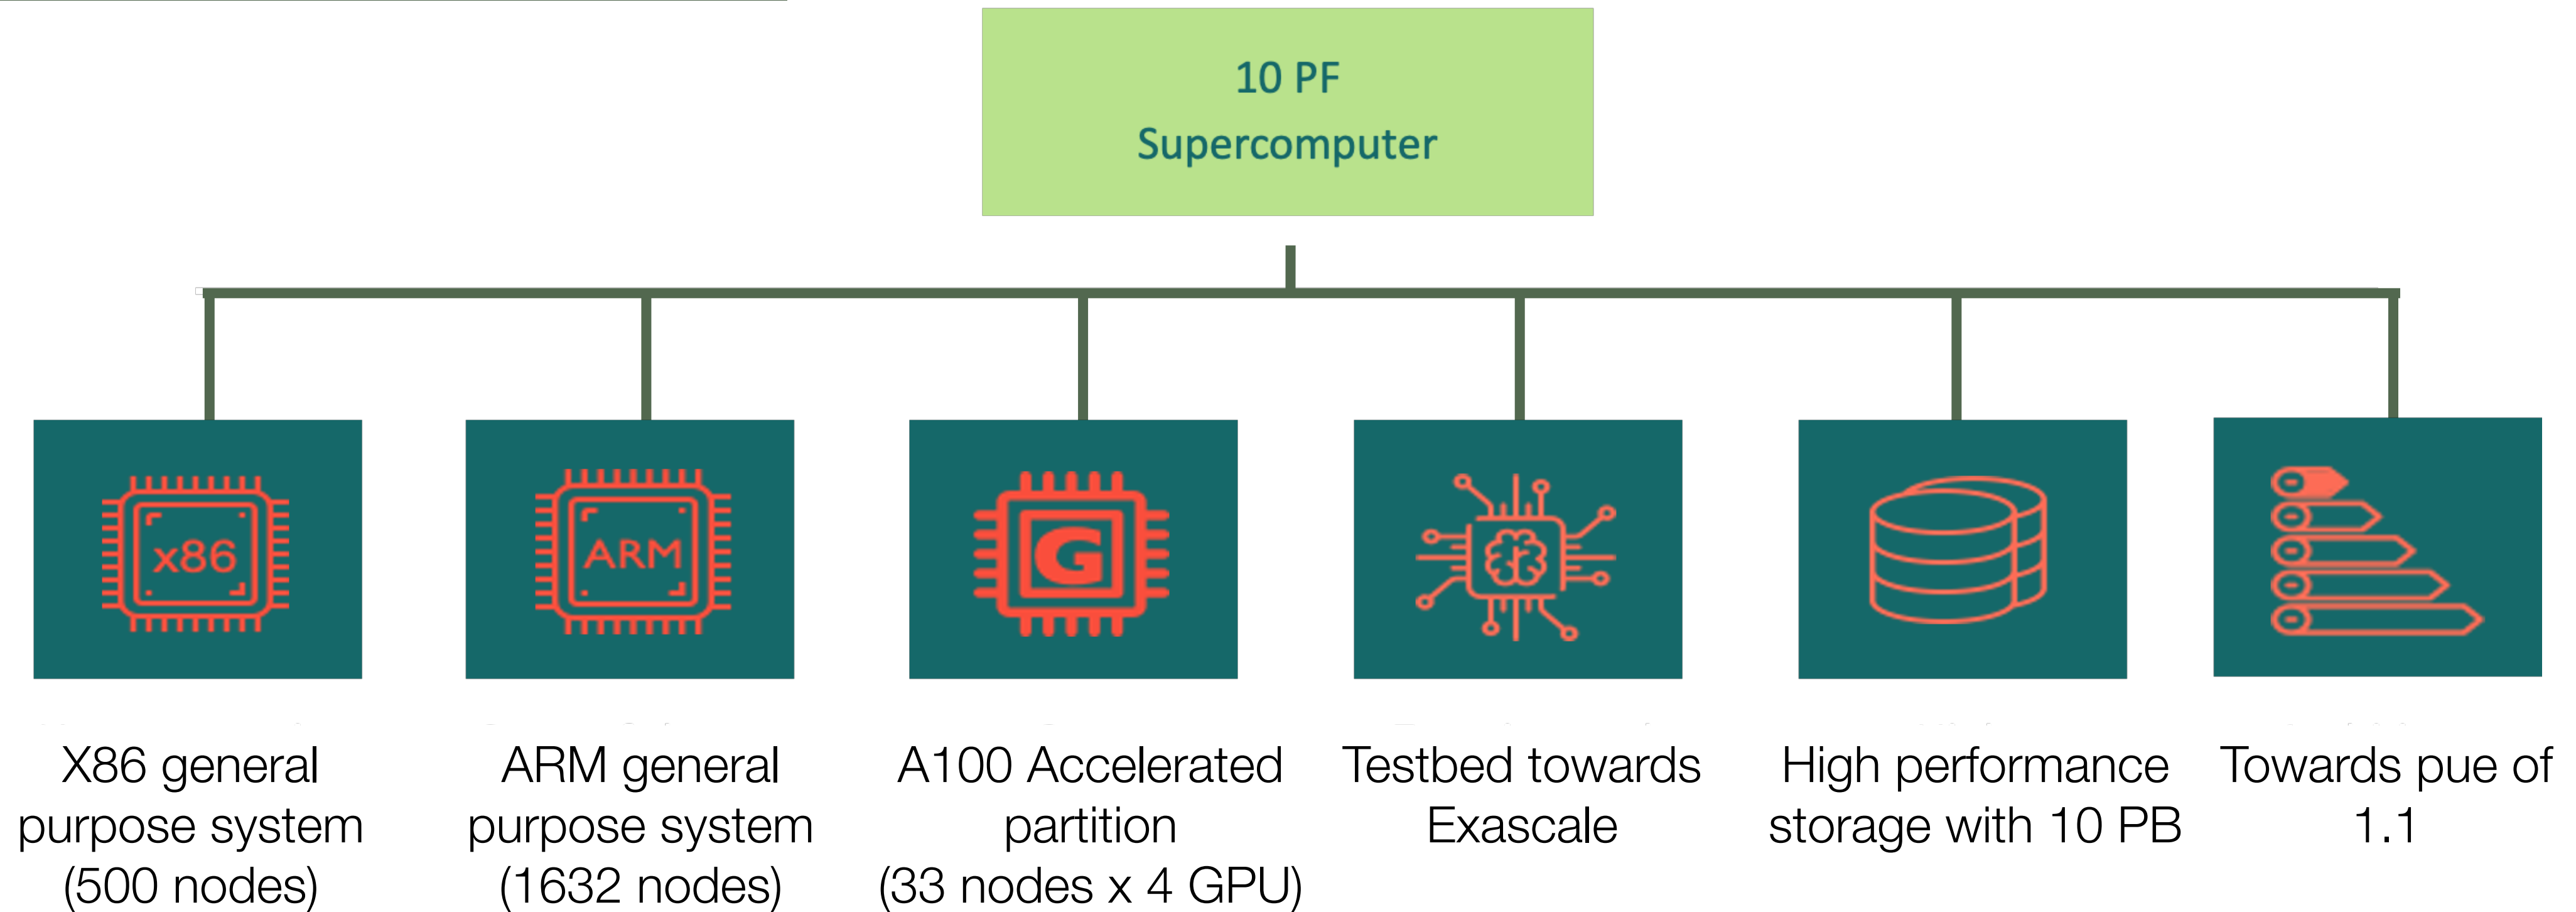 10 PF
Supercomputer
x86
ARM
G
X86 general
purpose system
(500 nodes)
ARM general
purpose system
(1632 nodes)
A100 Accelerated
partition
(33 nodes x 4 GPU)
Testbed towards
Exascale
High performance
storage with 10 PB
Towards pue of
1.1